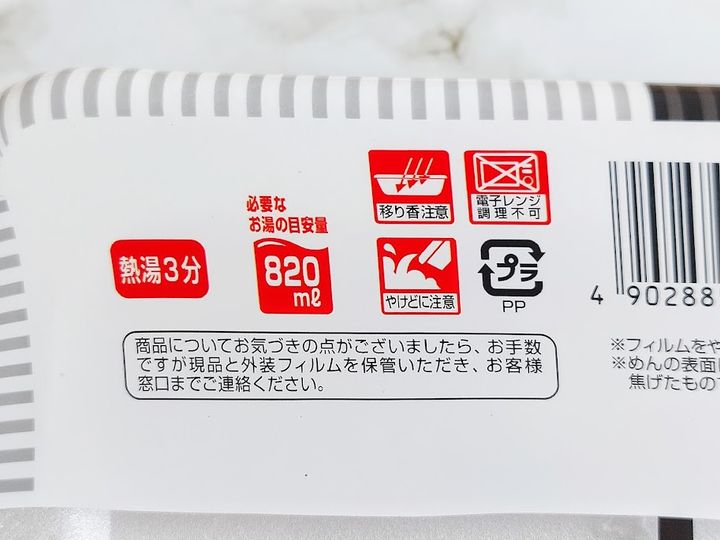 移り香注意
電子レンジ
調理不可
必要な
お湯の目安量
熱湯3分
820
mℓ
やけどに注意
プラ
PP
4 90288
商品についてお気づきの点がございましたら、お手数
ですが現品と外装フィルムを保管いただき、お客様
窓口までご連絡ください。
※フィルムをや
※めんの表面に
焦げたもの